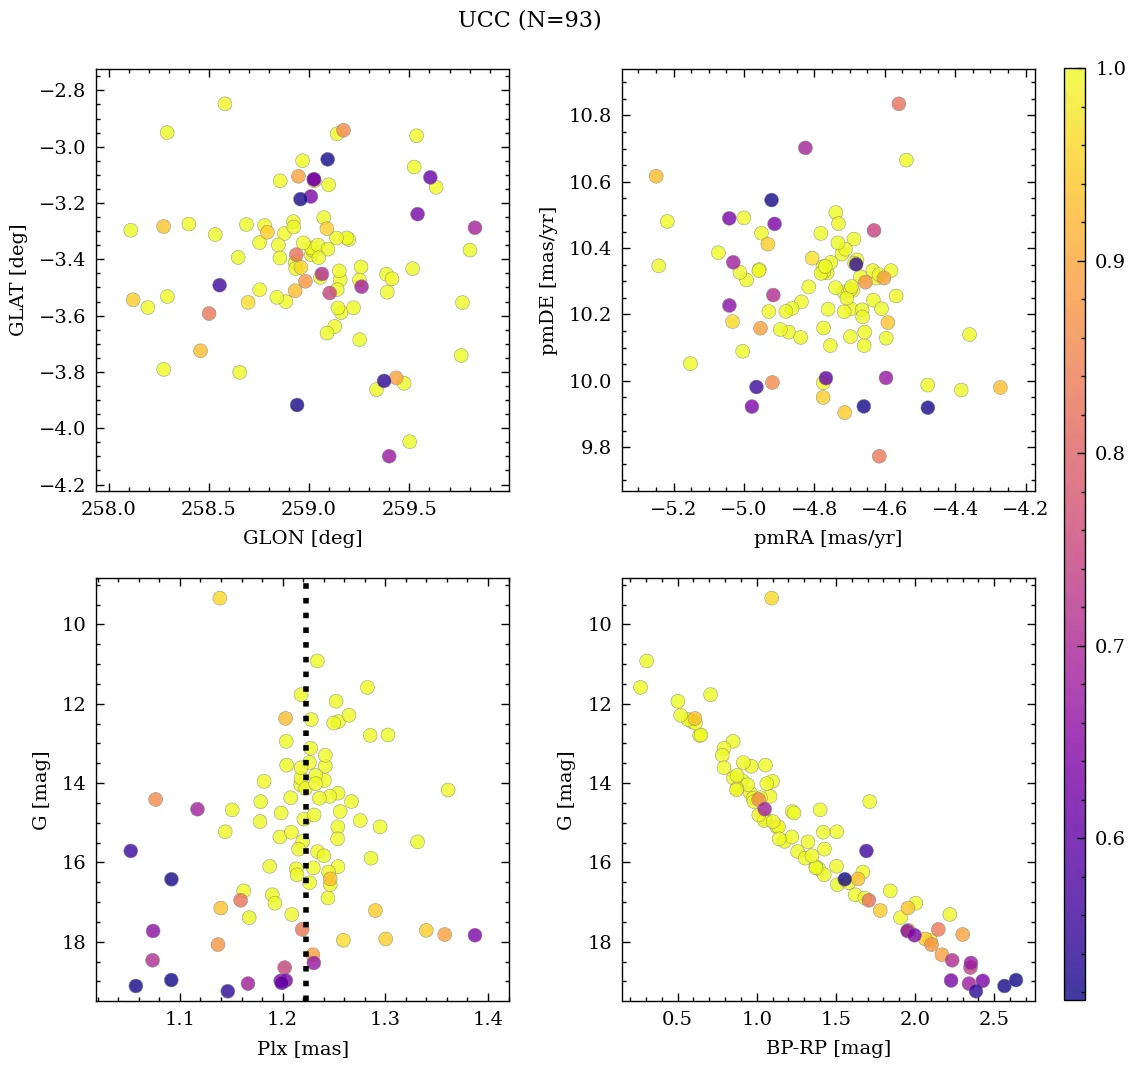 UCC (N=93)
−2.8
−3.0
−3.2
−3.4
−3.6
−3.8
−4.0
−4.2
GLAT [deg]
258.0 258.5 259.0 259.5
GLON [deg]
10.8
10.6
10.4
10.2
10.0
9.8
pmDE [mas/yr]
−5.2 −5.0 −4.8 −4.6 −4.4 −4.2
pmRA [mas/yr]
10
12
14
16
18
G [mag]
1.1 1.2 1.3 1.4
Plx [mas]
10
12
14
16
18
G [mag]
0.5 1.0 1.5 2.0 2.5
BP-RP [mag]
1.0
0.9
0.8
0.7
0.6